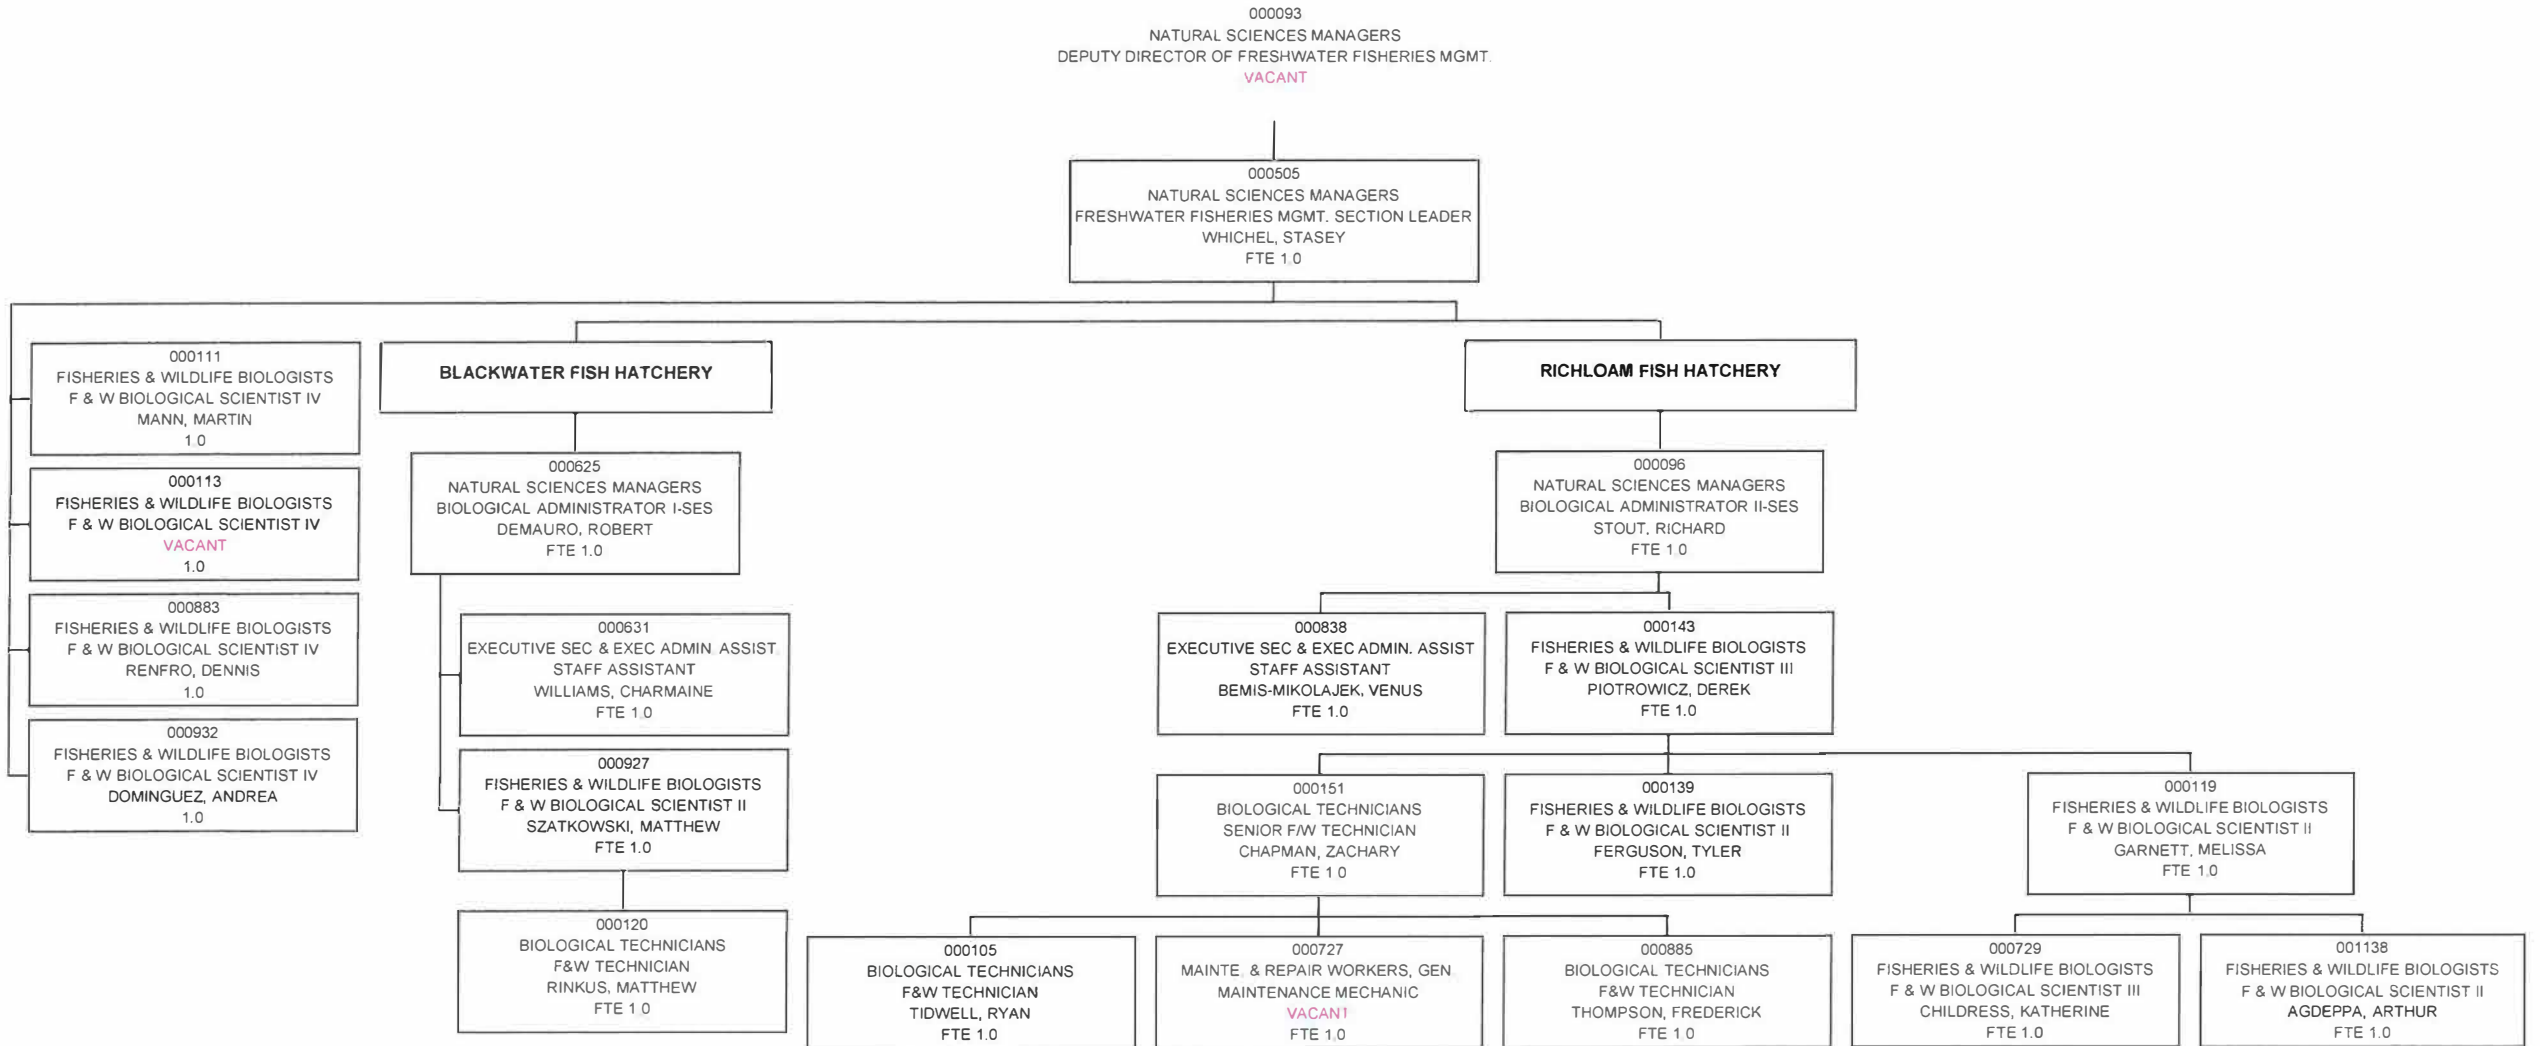 000093
NATURAL SCIENCES MANAGERS
DEPUTY DIRECTOR OF FRESHWATER FISHERIES MGMT.
VACANT
000505
NATURAL SCIENCES MANAGERS
FRESHWATER FISHERIES MGMT. SECTION LEADER
WHICHEL, STASEY
FTE 1.0
000111
FISHERIES & WILDLIFE BIOLOGISTS
F & W BIOLOGICAL SCIENTIST IV
MANN, MARTIN
1.0
000113
FISHERIES & WILDLIFE BIOLOGISTS
F & W BIOLOGICAL SCIENTIST IV
VACANT
1.0
000883
FISHERIES & WILDLIFE BIOLOGISTS
F & W BIOLOGICAL SCIENTIST IV
RENFRO, DENNIS
1.0
000932
FISHERIES & WILDLIFE BIOLOGISTS
F & W BIOLOGICAL SCIENTIST IV
DOMINGUEZ, ANDREA
1.0
BLACKWATER FISH HATCHERY
000625
NATURAL SCIENCES MANAGERS
BIOLOGICAL ADMINISTRATOR I-SES
DEMAURO, ROBERT
FTE 1.0
000631
EXECUTIVE SEC & EXEC ADMIN. ASSIST.
STAFF ASSISTANT
WILLIAMS, CHARMAINE
FTE 1.0
000927
FISHERIES & WILDLIFE BIOLOGISTS
F & W BIOLOGICAL SCIENTIST II
SZATKOWSKI, MATTHEW
FTE 1.0
000120
BIOLOGICAL TECHNICIANS
F&W TECHNICIAN
RINKUS, MATTHEW
FTE 1.0
RICHLOAM FISH HATCHERY
000096
NATURAL SCIENCES MANAGERS
BIOLOGICAL ADMINISTRATOR II-SES
STOUT, RICHARD
FTE 1.0
000838
EXECUTIVE SEC & EXEC ADMIN. ASSIST
STAFF ASSISTANT
BEMIS-MIKOLAJEK, VENUS
FTE 1.0
000143
FISHERIES & WILDLIFE BIOLOGISTS
F & W BIOLOGICAL SCIENTIST III
PIOTROWICZ, DEREK
FTE 1.0
000151
BIOLOGICAL TECHNICIANS
SENIOR F/W TECHNICIAN
CHAPMAN, ZACHARY
FTE 1.0
000139
FISHERIES & WILDLIFE BIOLOGISTS
F & W BIOLOGICAL SCIENTIST II
FERGUSON, TYLER
FTE 1.0
000119
FISHERIES & WILDLIFE BIOLOGISTS
F & W BIOLOGICAL SCIENTIST II
GARNETT, MELISSA
FTE 1.0
000105
BIOLOGICAL TECHNICIANS
F&W TECHNICIAN
TIDWELL, RYAN
FTE 1.0
000727
MAINTE. & REPAIR WORKERS, GEN
MAINTENANCE MECHANIC
VACANT
FTE 1.0
000885
BIOLOGICAL TECHNICIANS
F&W TECHNICIAN
THOMPSON, FREDERICK
FTE 1.0
000729
FISHERIES & WILDLIFE BIOLOGISTS
F & W BIOLOGICAL SCIENTIST III
CHILDRESS, KATHERINE
FTE 1.0
001138
FISHERIES & WILDLIFE BIOLOGISTS
F & W BIOLOGICAL SCIENTIST II
AGDEPPA, ARTHUR
FTE 1.0